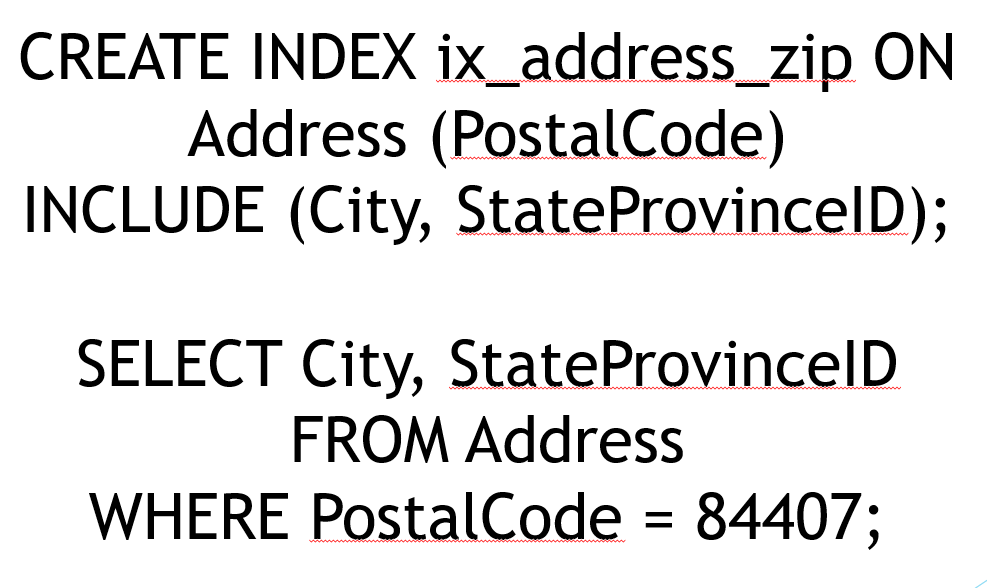 CREATE INDEX ix_address_zip ON
Address (PostalCode)
INCLUDE (City, StateProvinceID);
SELECT City, StateProvinceID
FROM Address
WHERE PostalCode = 84407;